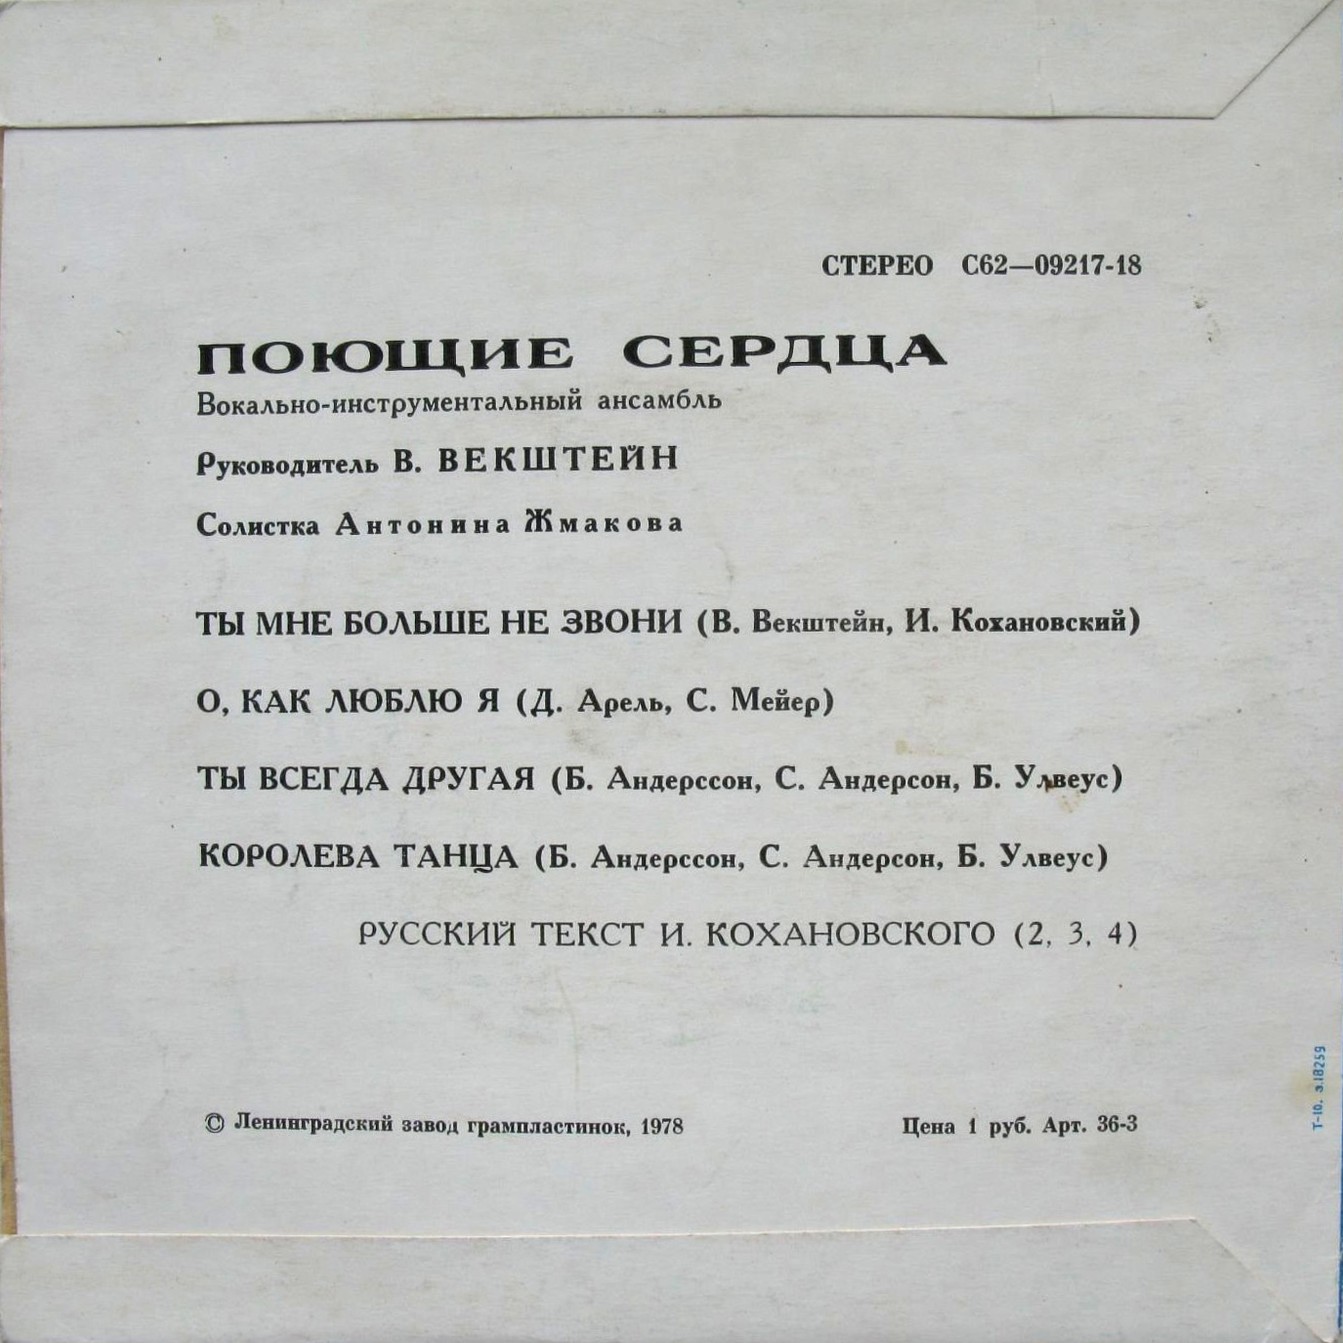 СТЕРЕО С62—09217-18
ПОЮЩИЕ СЕРДЦА
Вокально-инструментальный ансамбль
Руководитель В. ВЕКШТЕЙН
Солистка Антонина Жмакова
ТЫ МНЕ БОЛЬШЕ НЕ ЗВОНИ (В. Векштейн, И. Кохановский)
О, КАК ЛЮБЛЮ Я (Д. Арель, С. Мейер)
ТЫ ВСЕГДА ДРУГАЯ (Б. Андерссон, С. Андерсон, Б. Улвеус)
КОРОЛЕВА ТАНЦА (Б. Андерссон, С. Андерсон, Б. Улвеус)
РУССКИЙ ТЕКСТ И. КОХАНОВСКОГО (2, 3, 4)
© Ленинградский завод грампластинок, 1978 Цена 1 руб. Арт. 36-3
Т-10. з.18259